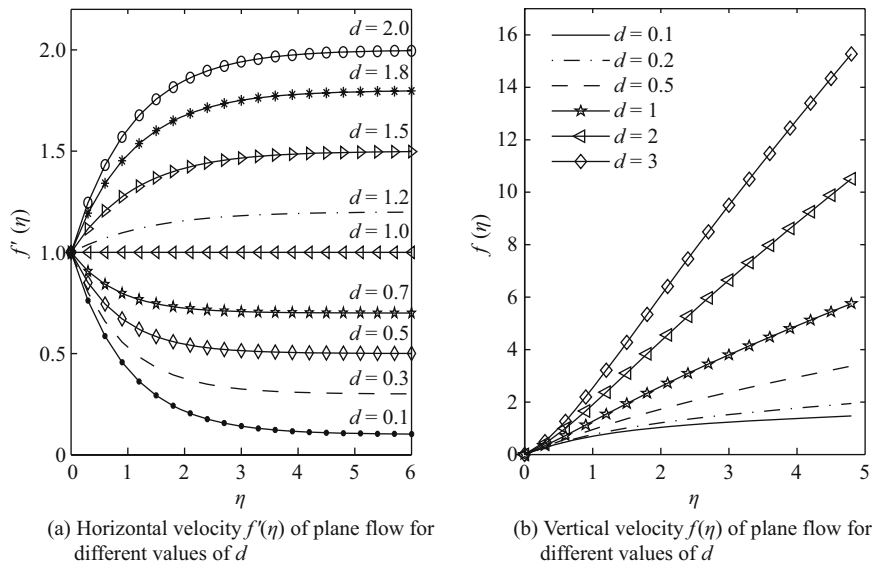 2.0
1.5
1.0
0.5
0
f′ (η)
d = 2.0
d = 1.8
d = 1.5
d = 1.2
d = 1.0
d = 0.7
d = 0.5
d = 0.3
d = 0.1
0 1 2 3 4 5 6
η
(a) Horizontal velocity f′(η) of plane flow for
different values of d
16
14
12
10
8
6
4
2
0
f (η)
d = 0.1
d = 0.2
d = 0.5
d = 1
d = 2
d = 3
0 1 2 3 4 5
η
(b) Vertical velocity f(η) of plane flow for
different values of d